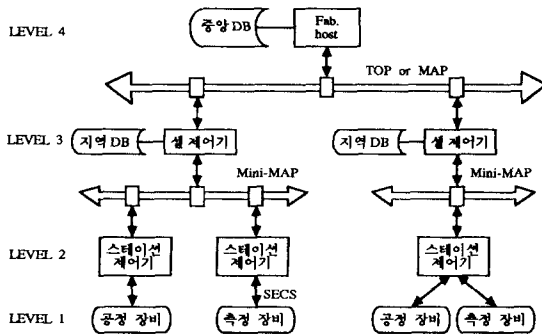 LEVEL 4
중앙 DB
Fab.
host
TOP or MAP
LEVEL 3
지역 DB
셀 제어기
지역 DB
셀 제어기
Mini-MAP
Mini-MAP
LEVEL 2
스테이션
제어기
스테이션
제어기
스테이션
제어기
SECS
LEVEL 1
공정 장비
측정 장비
공정 장비
측정 장비